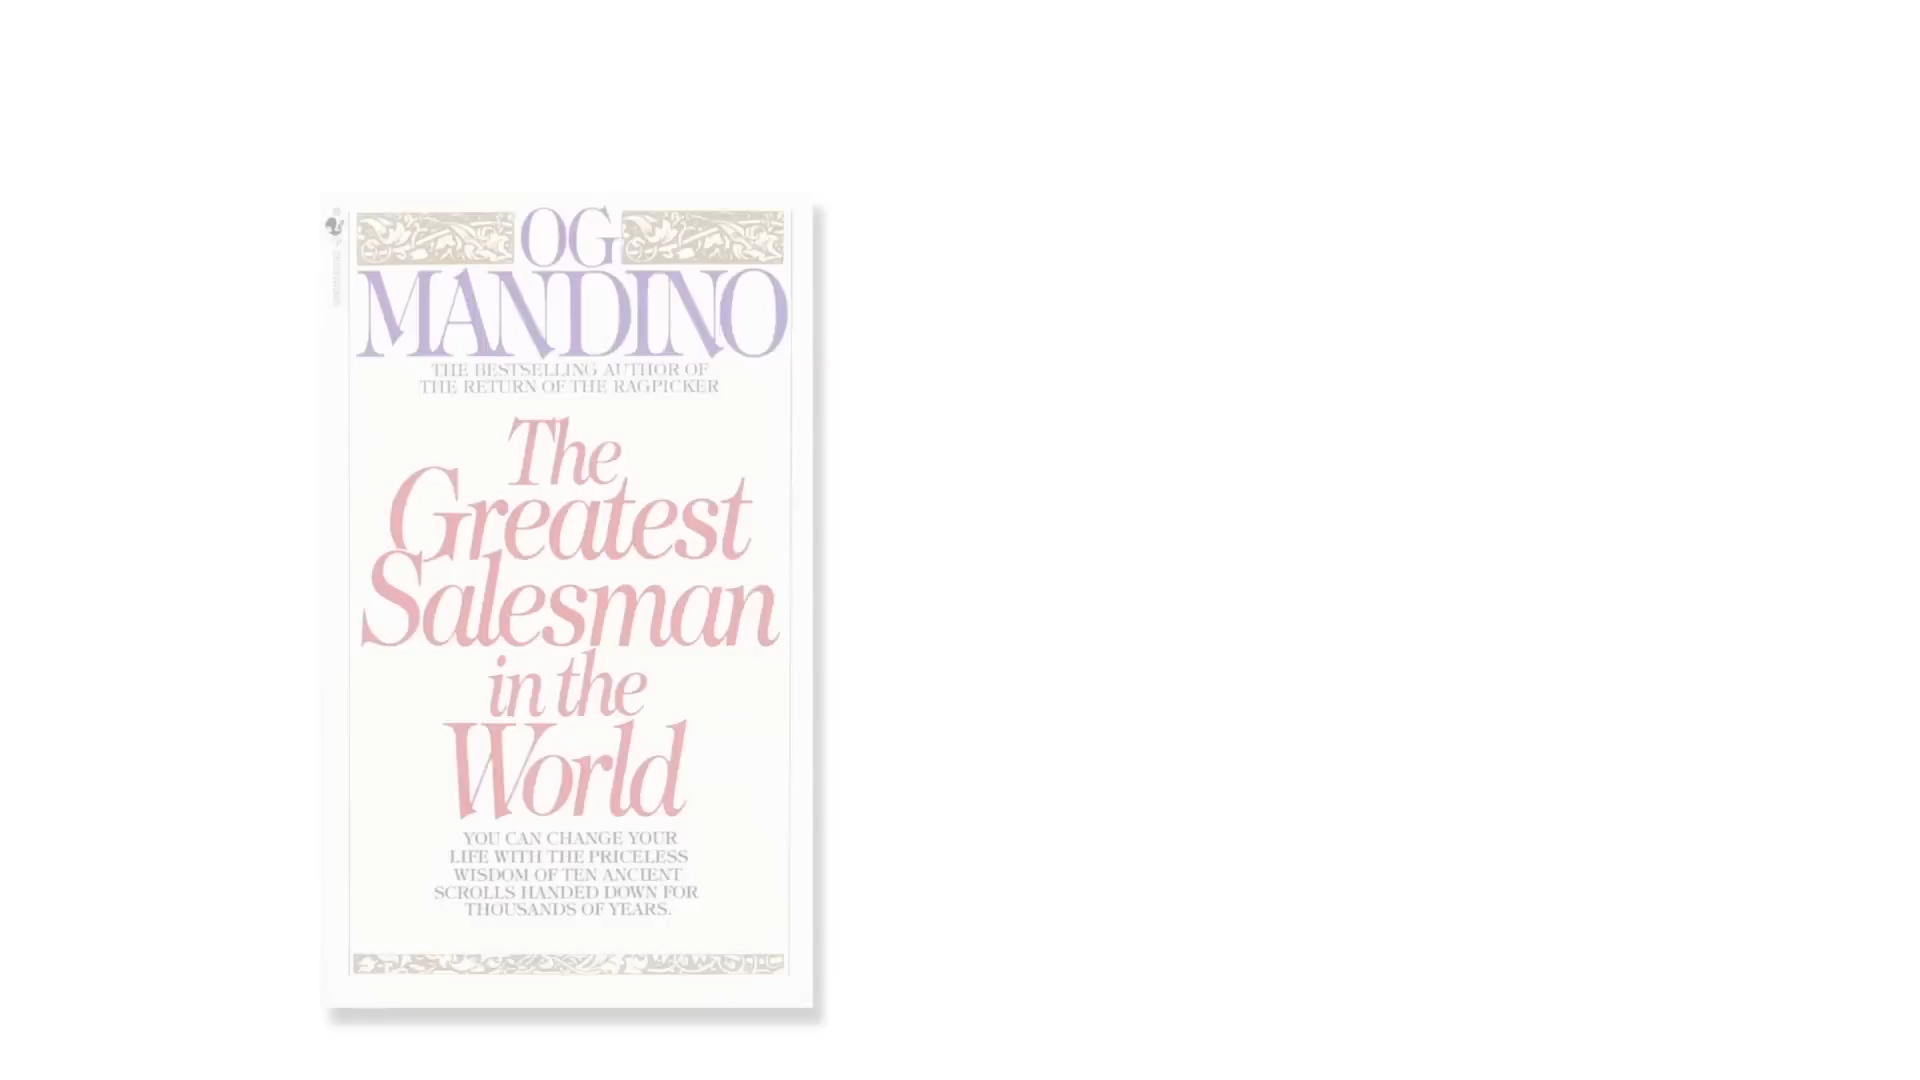 OG
MANDINO
THE BESTSELLING AUTHOR OF
THE RETURN OF THE RAGPICKER
The
Greatest
Salesman
in the
World
YOU CAN CHANGE YOUR
LIFE WITH THE PRICELESS
WISDOM OF TEN ANCIENT
SCROLLS HANDED DOWN FOR
THOUSANDS OF YEARS.